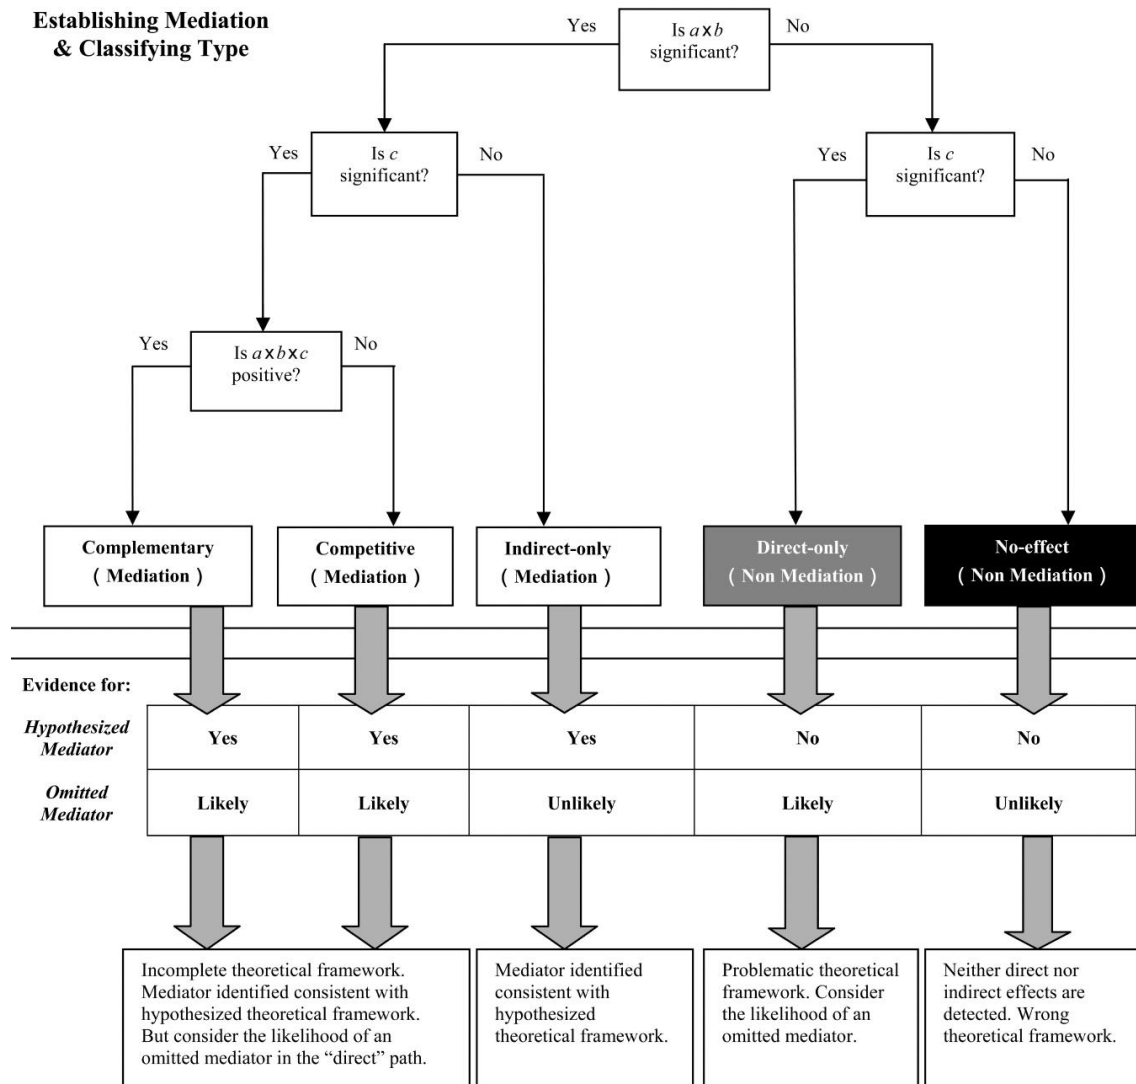 Establishing Mediation
& Classifying Type
Yes
Is a x b
significant?
No
Yes
Is c
significant?
No
Yes
Is c
significant?
No
Yes
Is a x b x c
positive?
No
Complementary
( Mediation )
Competitive
( Mediation )
Indirect-only
( Mediation )
Direct-only
( Non Mediation )
No-effect
( Non Mediation )
Evidence for:
Hypothesized
Mediator
Yes
Yes
Yes
No
No
Omitted
Mediator
Likely
Likely
Unlikely
Likely
Unlikely
Incomplete theoretical framework.
Mediator identified consistent with
hypothesized theoretical framework.
But consider the likelihood of an
omitted mediator in the “direct” path.
Mediator identified
consistent with
hypothesized
theoretical framework.
Problematic theoretical
framework. Consider
the likelihood of an
omitted mediator.
Neither direct nor
indirect effects are
detected. Wrong
theoretical framework.